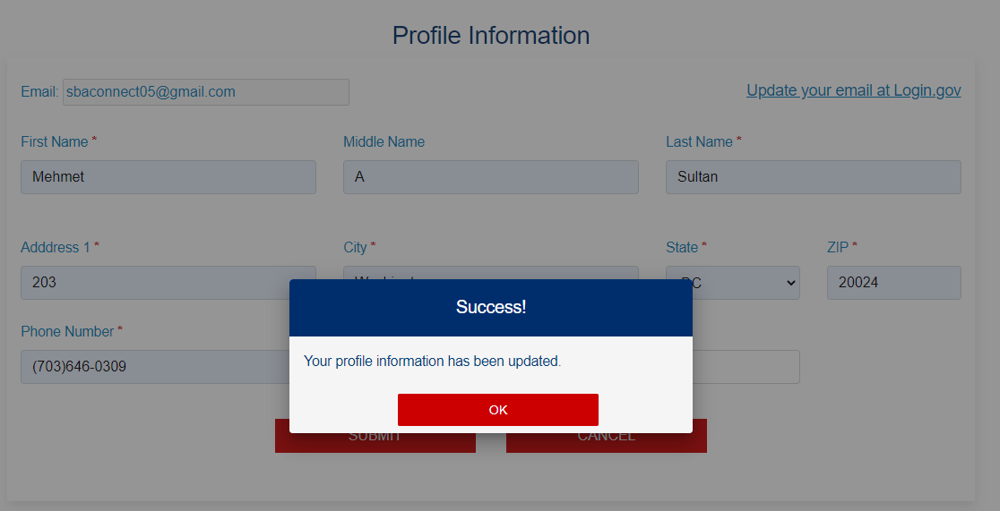 Profile Information
Email: sbaconnect05@gmail.com Update your email at Login.gov
First Name * Middle Name Last Name *
Mehmet A Sultan
Adddress 1 * City * State * ZIP *
203 DC 20024
Success!
Phone Number *
Your profile information has been updated.
(703)646-0309
OK
SUBMIT CANCEL